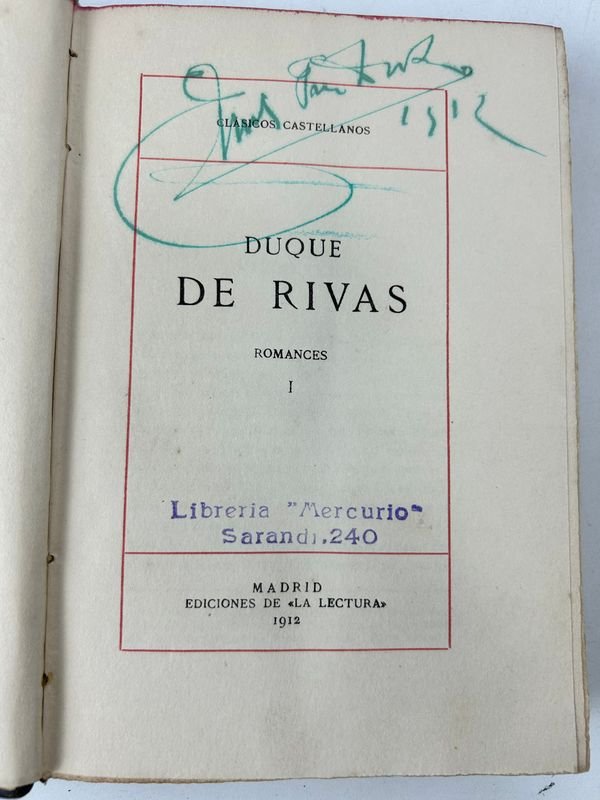 1912
CLÁSICOS CASTELLANOS
DUQUE
DE RIVAS
ROMANCES
I
Libreria "Mercurio"
Sarandi.240
MADRID
EDICIONES DE «LA LECTURA»
1912